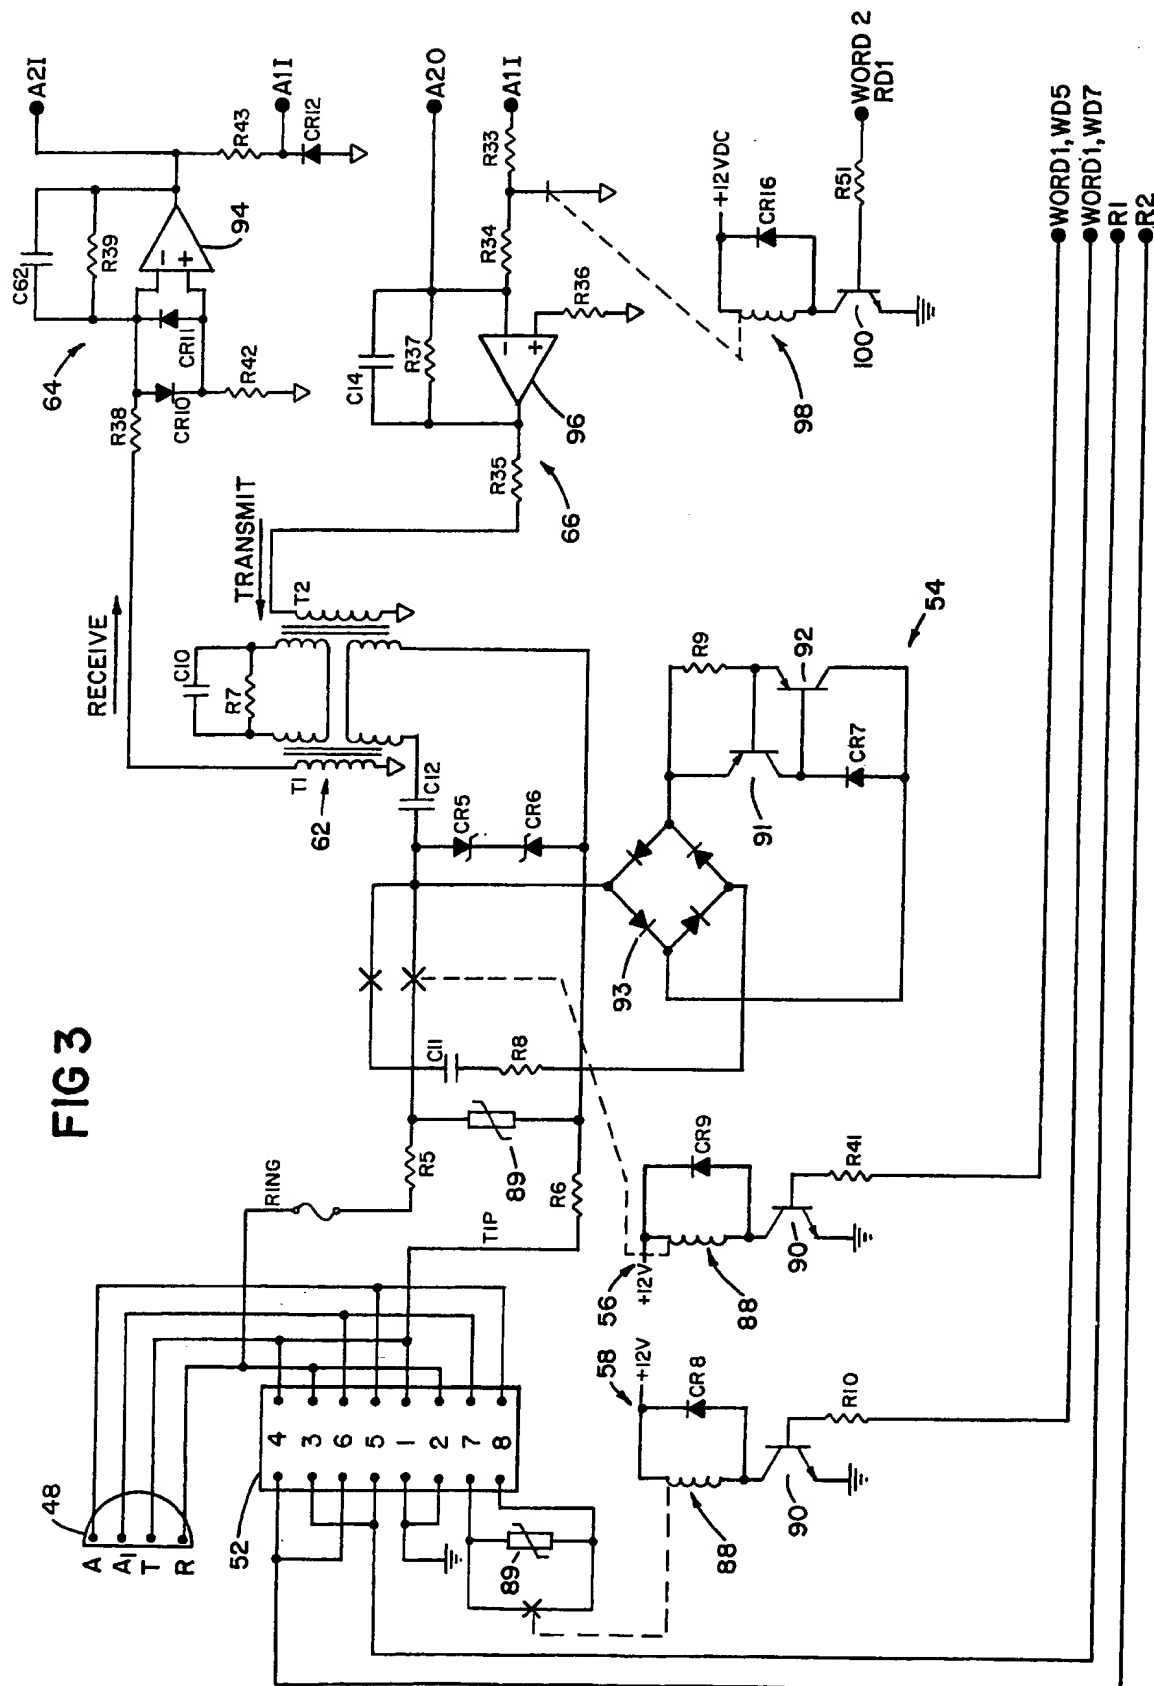 FIG 3
48
A
A1
T
R
52
4
3
6
5
1
2
7
8
89
RING
TIP
R5
89
R6
C11
R8
58
+12V
CR8
88
90
R10
56
+12V
CR9
88
90
R41
93
91
92
R9
CR7
54
CR5
CR6
C12
62
T1
T2
C10
R7
RECEIVE
TRANSMIT
R38
64
C62
R39
94
CR10
CR11
R42
R43
CR12
A2I
A1I
A20
A1I
R33
R34
R35
R36
R37
C14
96
66
+12VDC
CR16
98
100
R51
WORD 2
RD1
WORD1,WD5
WORD1,WD7
R1
R2